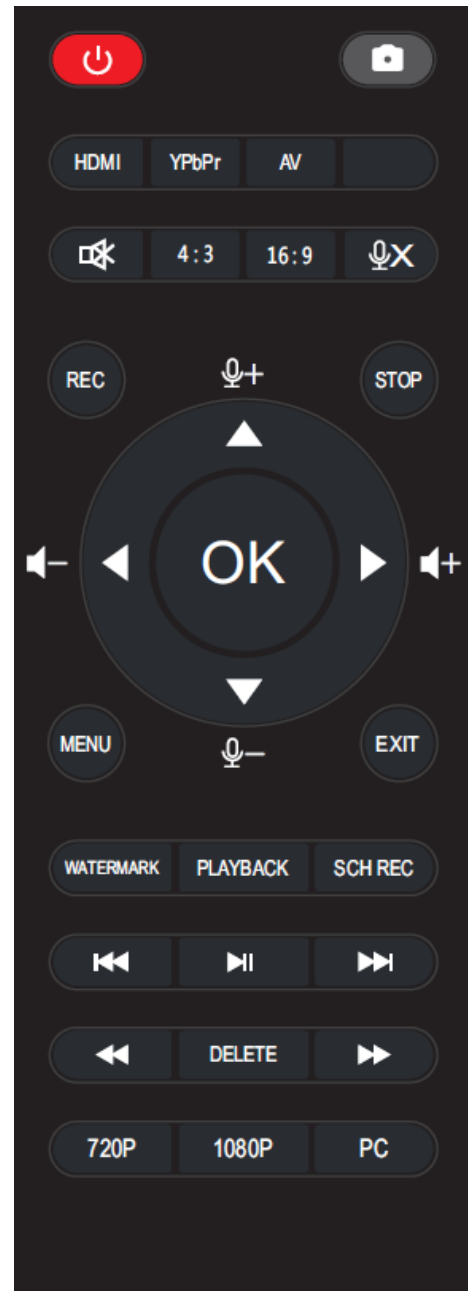 HDMI YPbPr AV
4:3 16:9 X
REC + STOP
OK
- +
MENU - EXIT
WATERMARK PLAYBACK SCH REC
DELETE
720P 1080P PC